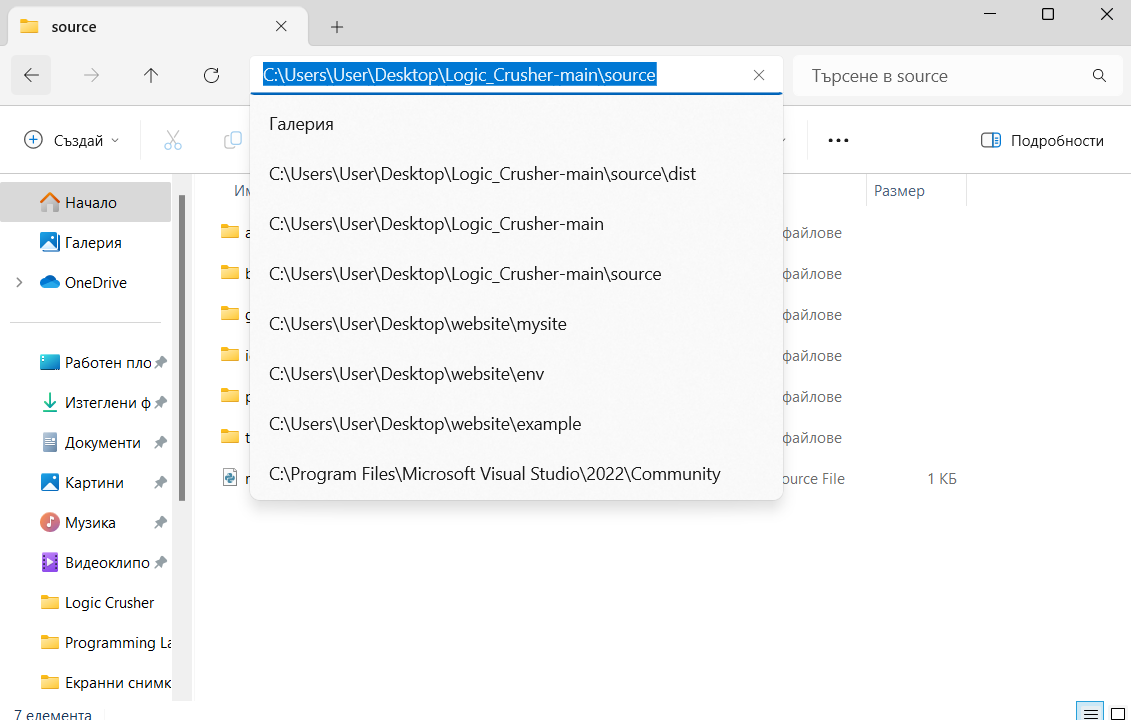 source
C:\Users\User\Desktop\Logic_Crusher-main\source
Търсене в source
Създай
Подробности
Галерия
C:\Users\User\Desktop\Logic_Crusher-main\source\dist
C:\Users\User\Desktop\Logic_Crusher-main
C:\Users\User\Desktop\Logic_Crusher-main\source
C:\Users\User\Desktop\website\mysite
C:\Users\User\Desktop\website\env
C:\Users\User\Desktop\website\example
C:\Program Files\Microsoft Visual Studio\2022\Community
Размер
файлове
файлове
файлове
файлове
файлове
файлове
ource File 1 КБ
Начало
Галерия
OneDrive
Работен пло
Изтеглени ф
Документи
Картини
Музика
Видеоклипо
Logic Crusher
Programming La
Екранни снимк
7 елемента